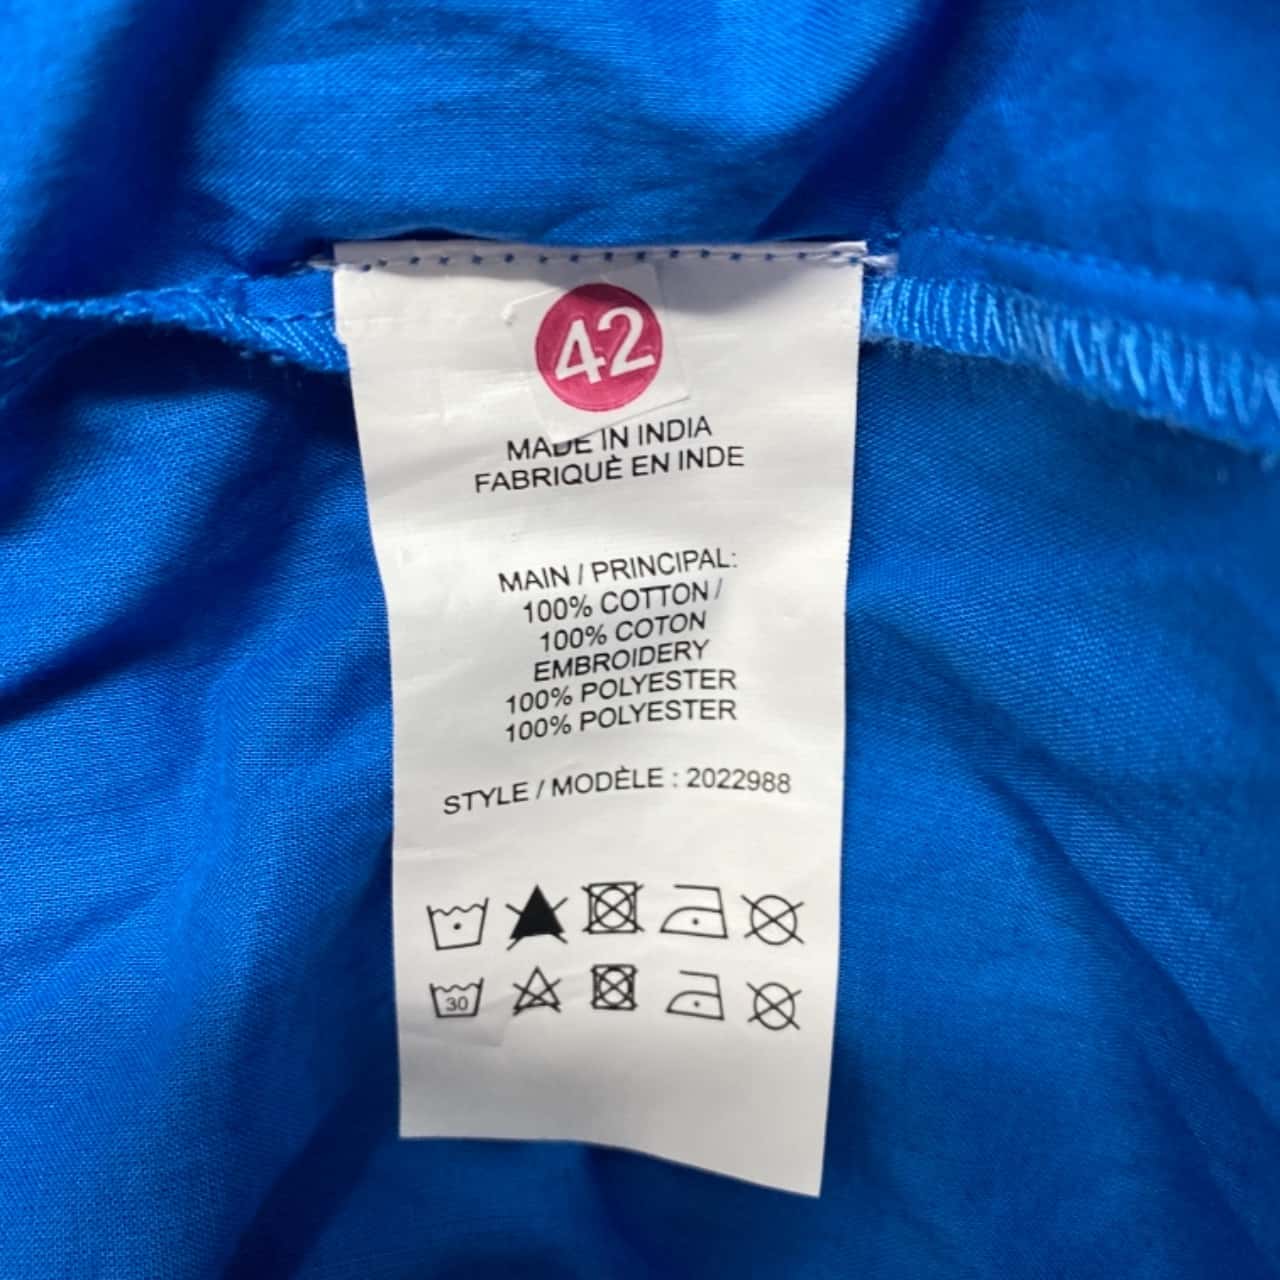 42
MADE IN INDIA
FABRIQUÈ EN INDE
MAIN / PRINCIPAL:
100% COTTON /
100% COTON
EMBROIDERY
100% POLYESTER
100% POLYESTER
STYLE / MODÈLE : 2022988
30